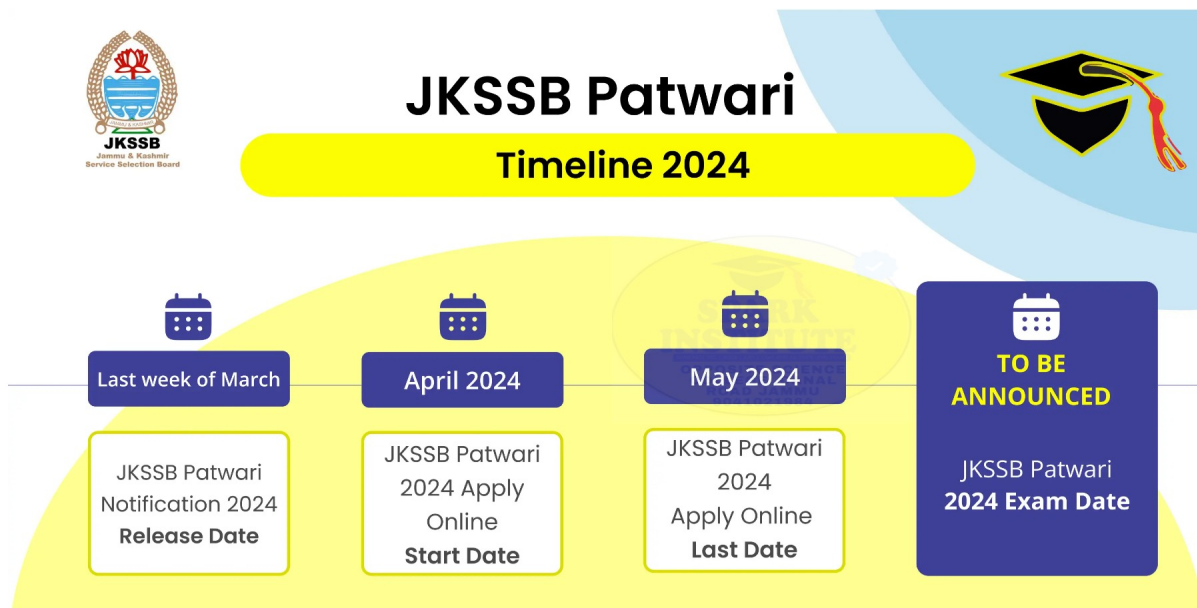 JKSSB
Jammu & Kashmir
Service Selection Board
JKSSB Patwari
Timeline 2024
Last week of March
JKSSB Patwari
Notification 2024
Release Date
April 2024
JKSSB Patwari
2024 Apply
Online
Start Date
May 2024
JKSSB Patwari
2024
Apply Online
Last Date
TO BE
ANNOUNCED
JKSSB Patwari
2024 Exam Date
INSTITUTE